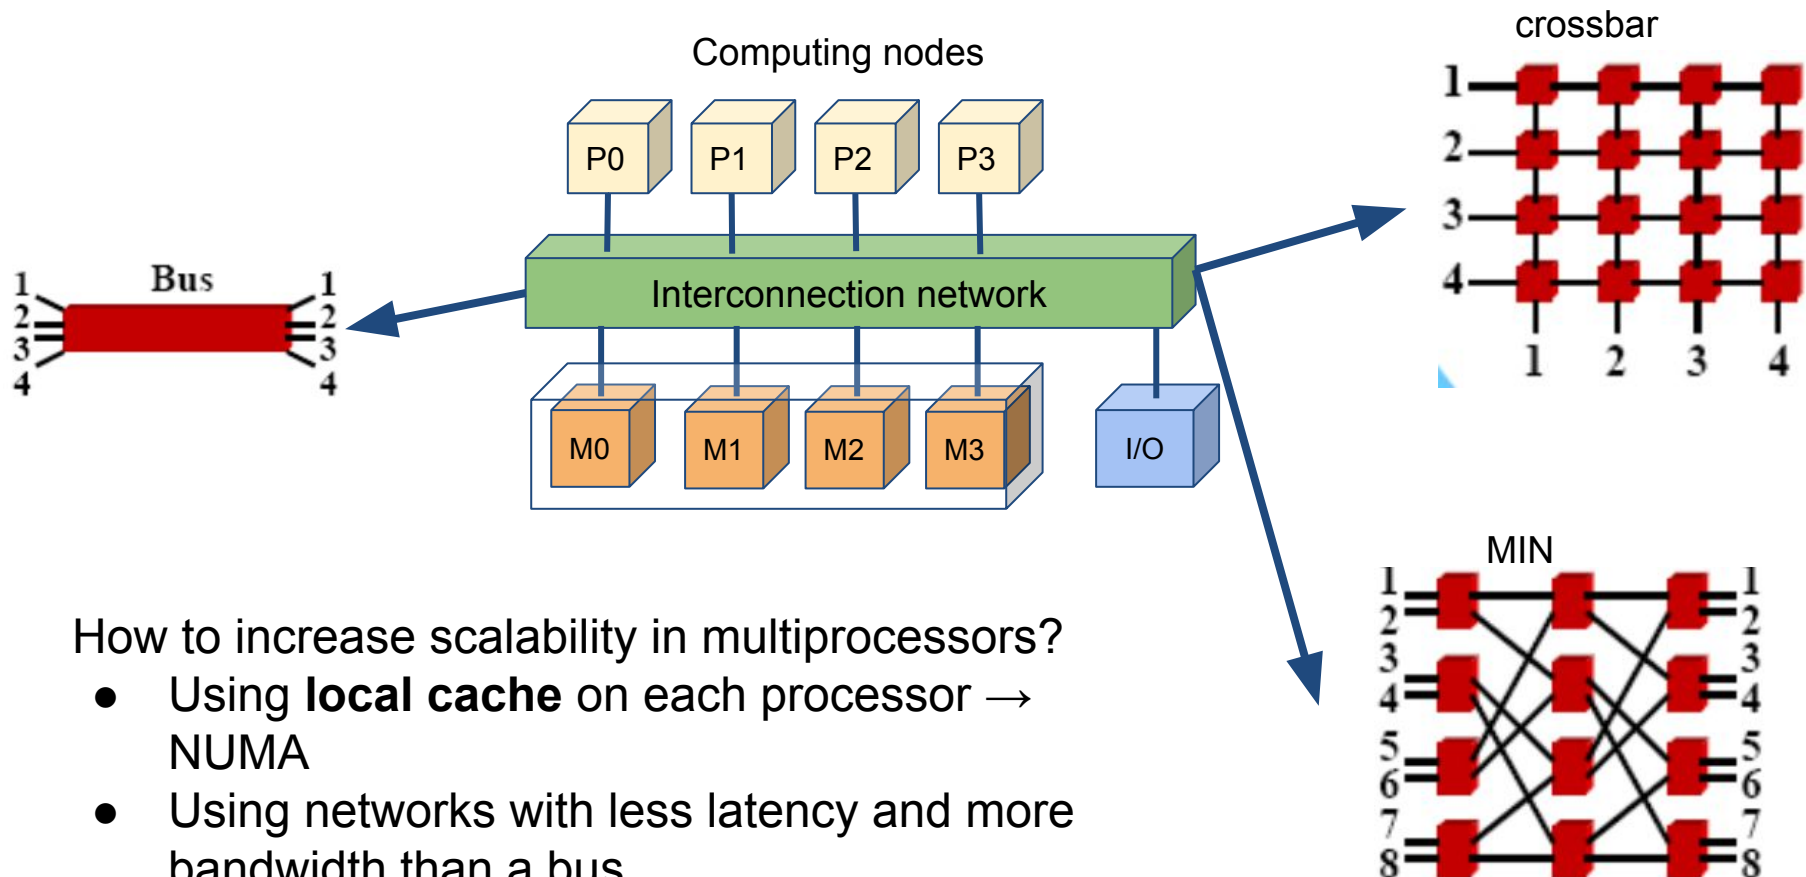 crossbar
Computing nodes
1
2
3
4
1 2 3 4
P0 P1 P2 P3
Bus
1 1
2 2
3 3
4 4
Interconnection network
M0 M1 M2 M3 I/O
MIN
1 1
2 2
3 3
4 4
5 5
6 6
7 7
8 8
How to increase scalability in multiprocessors?
● Using local cache on each processor →
NUMA
● Using networks with less latency and more
bandwidth than a bus